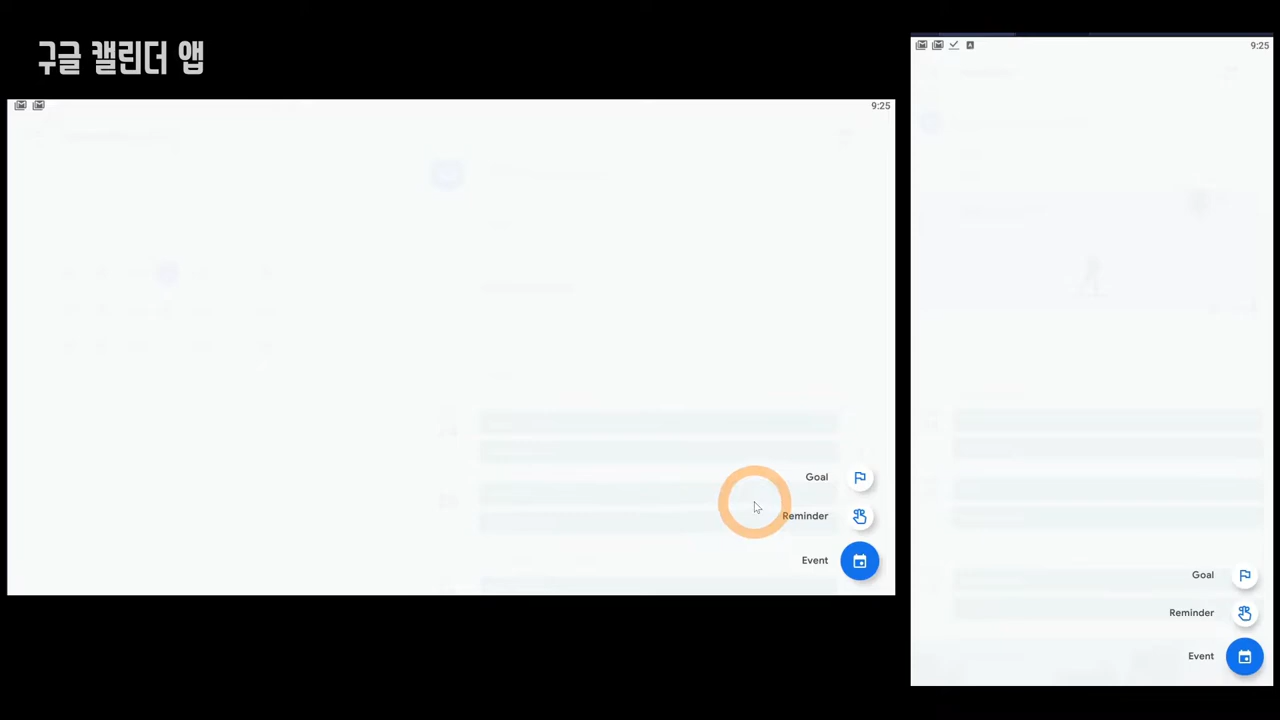 구글 캘린더 앱
9:25
Goal
Reminder
Event
9:25
Goal
Reminder
Event